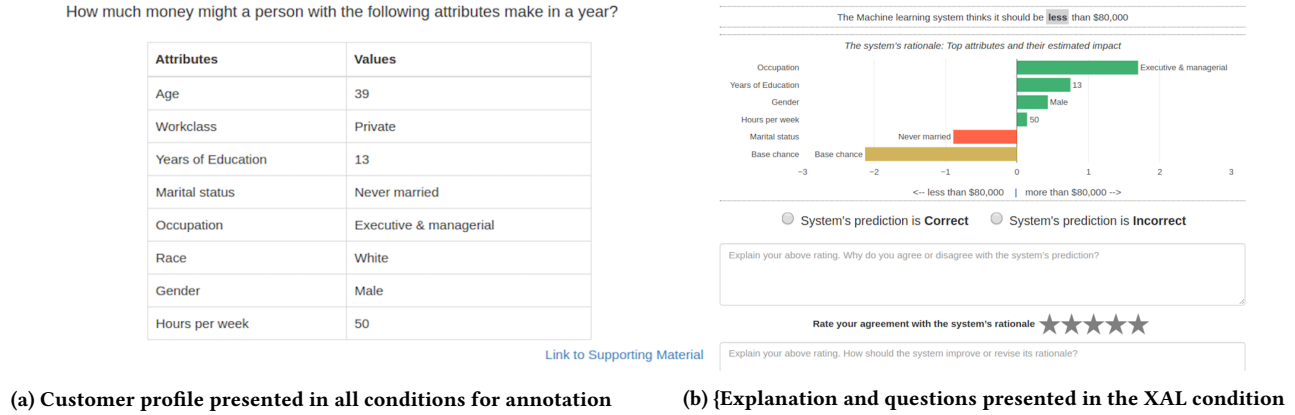 How much money might a person with the following attributes make in a year?
Attributes Values
Age 39
Workclass Private
Years of Education 13
Marital status Never married
Occupation Executive & managerial
Race White
Gender Male
Hours per week 50
Link to Supporting Material
(a) Customer profile presented in all conditions for annotation
The Machine learning system thinks it should be less than $80,000
The system's rationale: Top attributes and their estimated impact
Occupation Executive & managerial
Years of Education 13
Gender Male
Hours per week 50
Marital status Never married
Base chance Base chance
−3 −2 −1 0 1 2 3
<-- less than $80,000 | more than $80,000 -->
System's prediction is Correct System's prediction is Incorrect
Explain your above rating. Why do you agree or disagree with the system's prediction?
Rate your agreement with the system's rationale
Explain your above rating. How should the system improve or revise its rationale?
(b) {Explanation and questions presented in the XAL condition